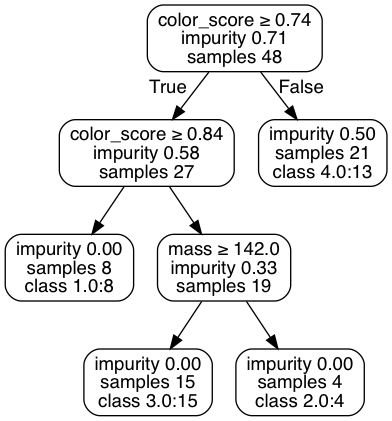 color_score ≥ 0.74
impurity 0.71
samples 48
True
False
color_score ≥ 0.84
impurity 0.58
samples 27
impurity 0.50
samples 21
class 4.0:13
impurity 0.00
samples 8
class 1.0:8
mass ≥ 142.0
impurity 0.33
samples 19
impurity 0.00
samples 15
class 3.0:15
impurity 0.00
samples 4
class 2.0:4